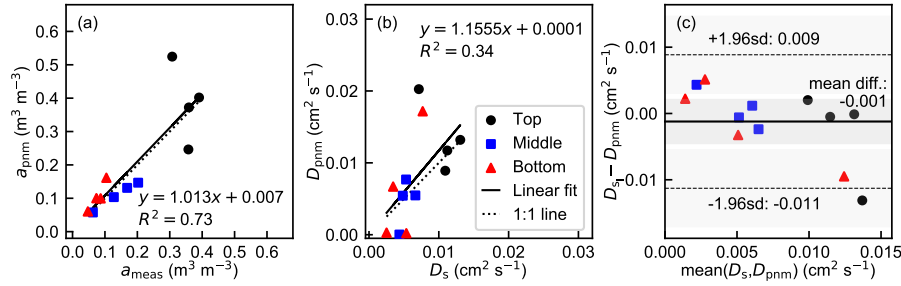 (a)
0.6
0.5
0.4
0.3
0.2
0.1
0.0
0.0 0.1 0.2 0.3 0.4 0.5 0.6
a_pnm (m³ m⁻³)
a_meas (m³ m⁻³)
y = 1.013x + 0.007
R² = 0.73
(b)
0.03
0.02
0.01
0.00
0.00 0.01 0.02 0.03
D_pnm (cm² s⁻¹)
D_s (cm² s⁻¹)
y = 1.1555x + 0.0001
R² = 0.34
Top
Middle
Bottom
Linear fit
1:1 line
(c)
0.01
0.00
-0.01
0.000 0.005 0.010 0.015
D_s − D_pnm (cm² s⁻¹)
mean(D_s,D_pnm) (cm² s⁻¹)
+1.96sd: 0.009
mean diff.:
-0.001
-1.96sd: -0.011